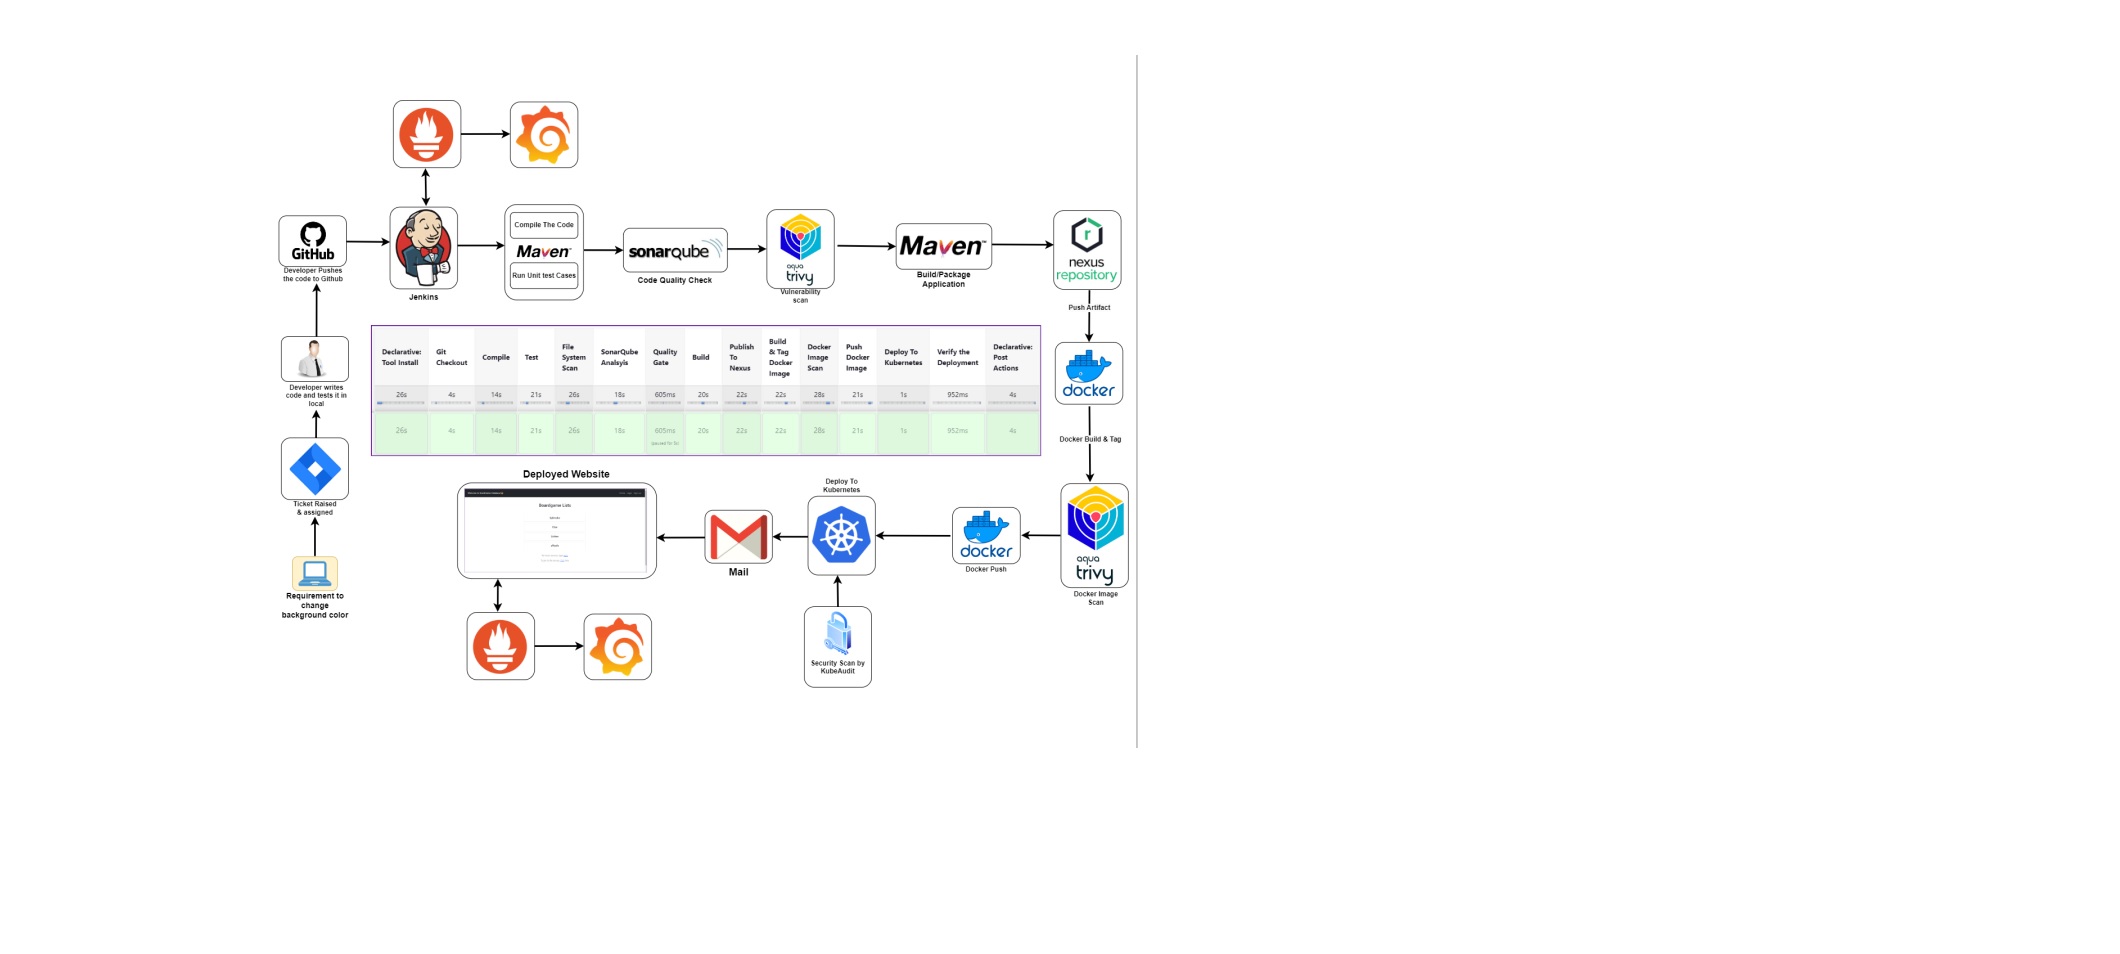 GitHub
Developer Pushes
the code to Github
Jenkins
Compile The Code
Maven™
Run Unit test Cases
sonarqube
Code Quality Check
aqua
trivy
Vulnerability
scan
Maven™
Build/Package
Application
nexus
repository
Push Artifact
docker
Docker Build & Tag
aqua
trivy
Docker Image
Scan
docker
Docker Push
Deploy To
Kubernetes
Security Scan by
KubeAudit
Mail
Deployed Website
Boardgame Lists
Developer writes
code and tests it in
local
Ticket Raised
& assigned
Requirement to
change
background color
Declarative:
Tool Install
Git
Checkout
Compile
Test
File
System
Scan
SonarQube
Analsyis
Quality
Gate
Build
Publish
To
Nexus
Build
& Tag
Docker
Image
Docker
Image
Scan
Push
Docker
Image
Deploy To
Kubernetes
Verify the
Deployment
Declarative:
Post
Actions
26s 4s 14s 21s 26s 18s 605ms 20s 22s 22s 28s 21s 1s 952ms 4s
26s 4s 14s 21s 26s 18s 605ms 20s 22s 22s 28s 21s 1s 952ms 4s